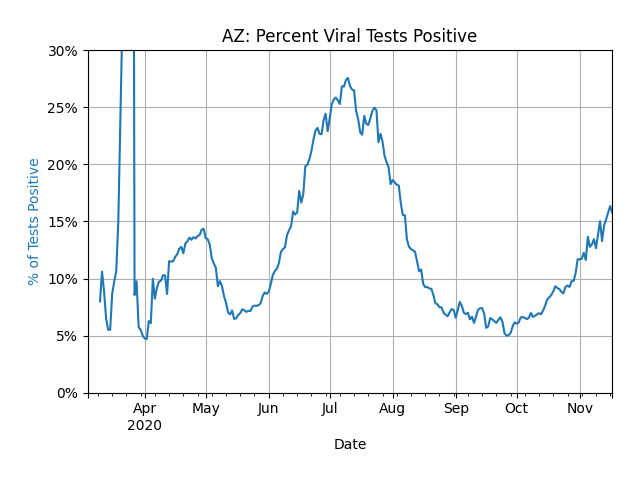 AZ: Percent Viral Tests Positive
30%
25%
20%
15%
10%
5%
0%
% of Tests Positive
Apr May Jun Jul Aug Sep Oct Nov
2020
Date